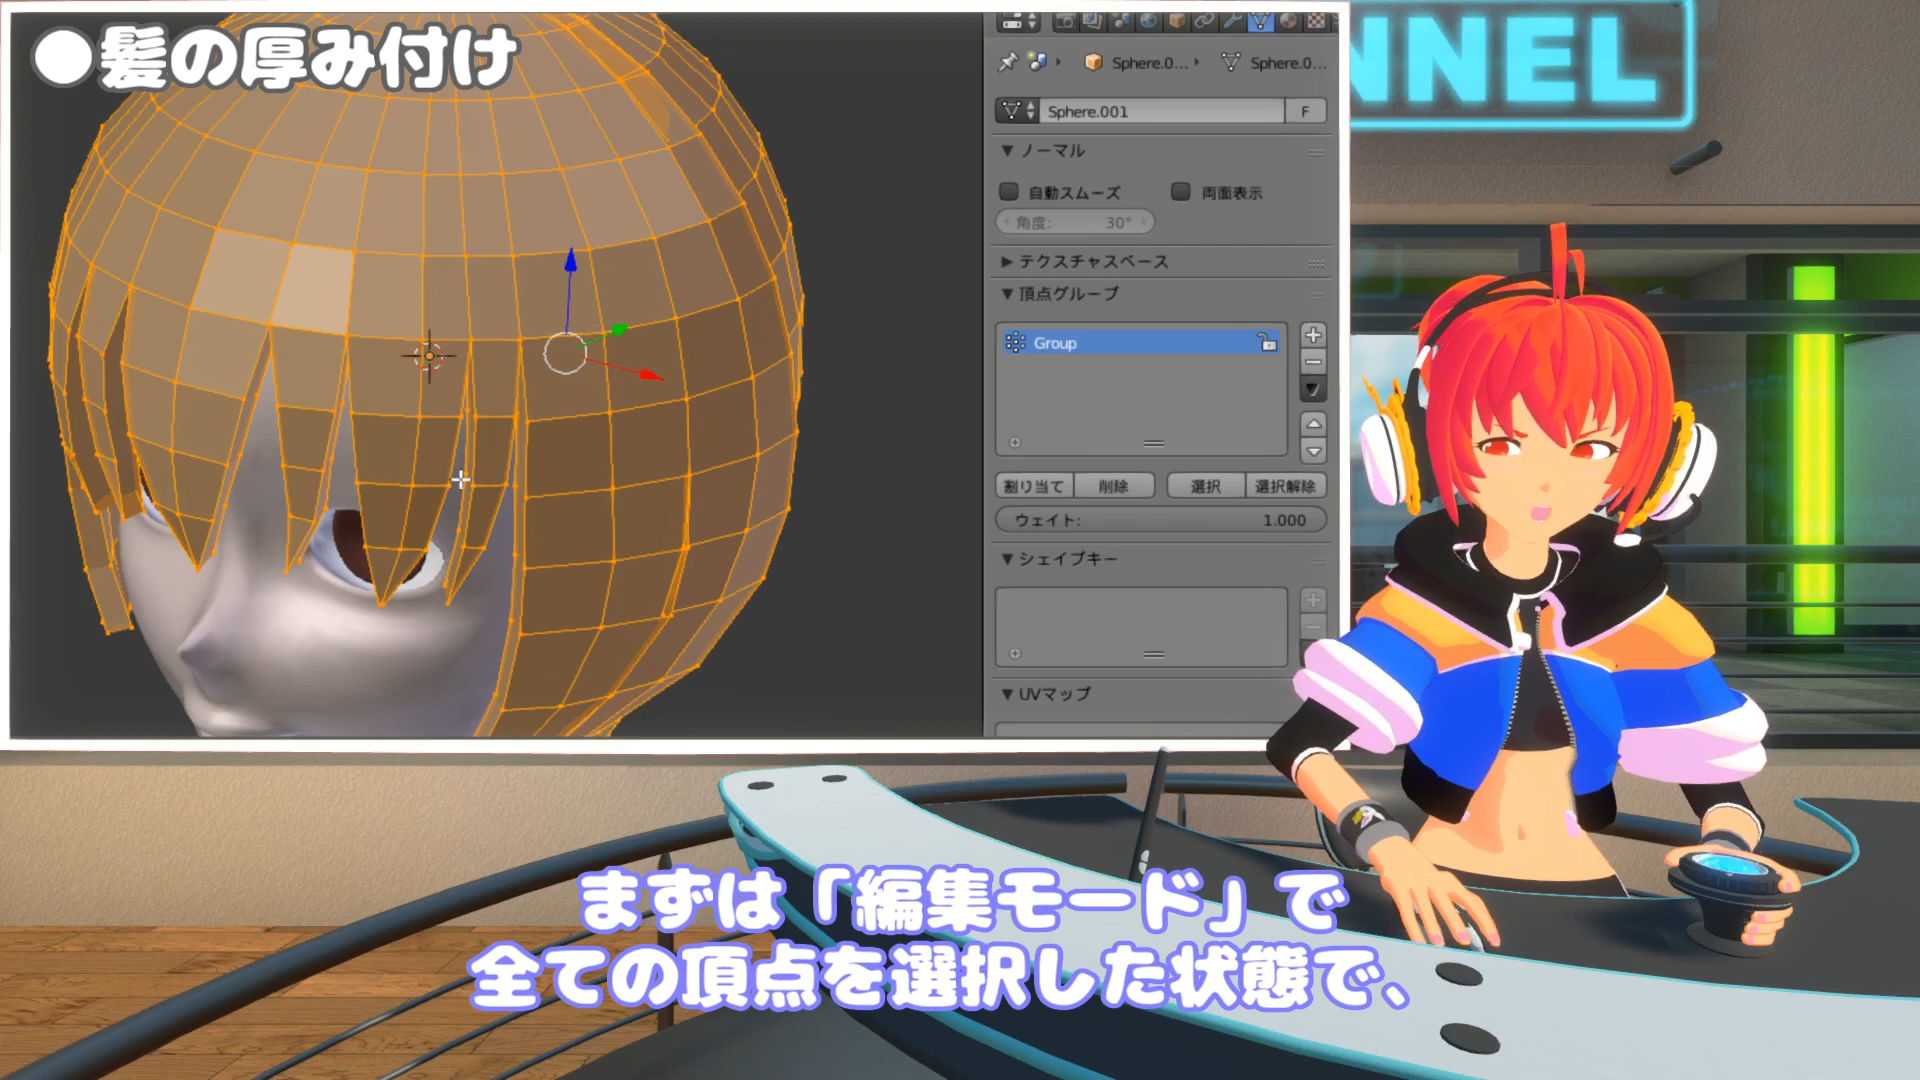 ●髪の厚み付け
NNEL
Sphere.0...
Sphere.0...
Sphere.001
F
▼ノーマル
自動スムーズ
両面表示
角度: 30°
▶テクスチャスペース
▼頂点グループ
Group
割り当て
削除
選択
選択解除
ウェイト: 1.000
▼シェイプキー
▼UVマップ
まずは「編集モード」で
全ての頂点を選択した状態で、